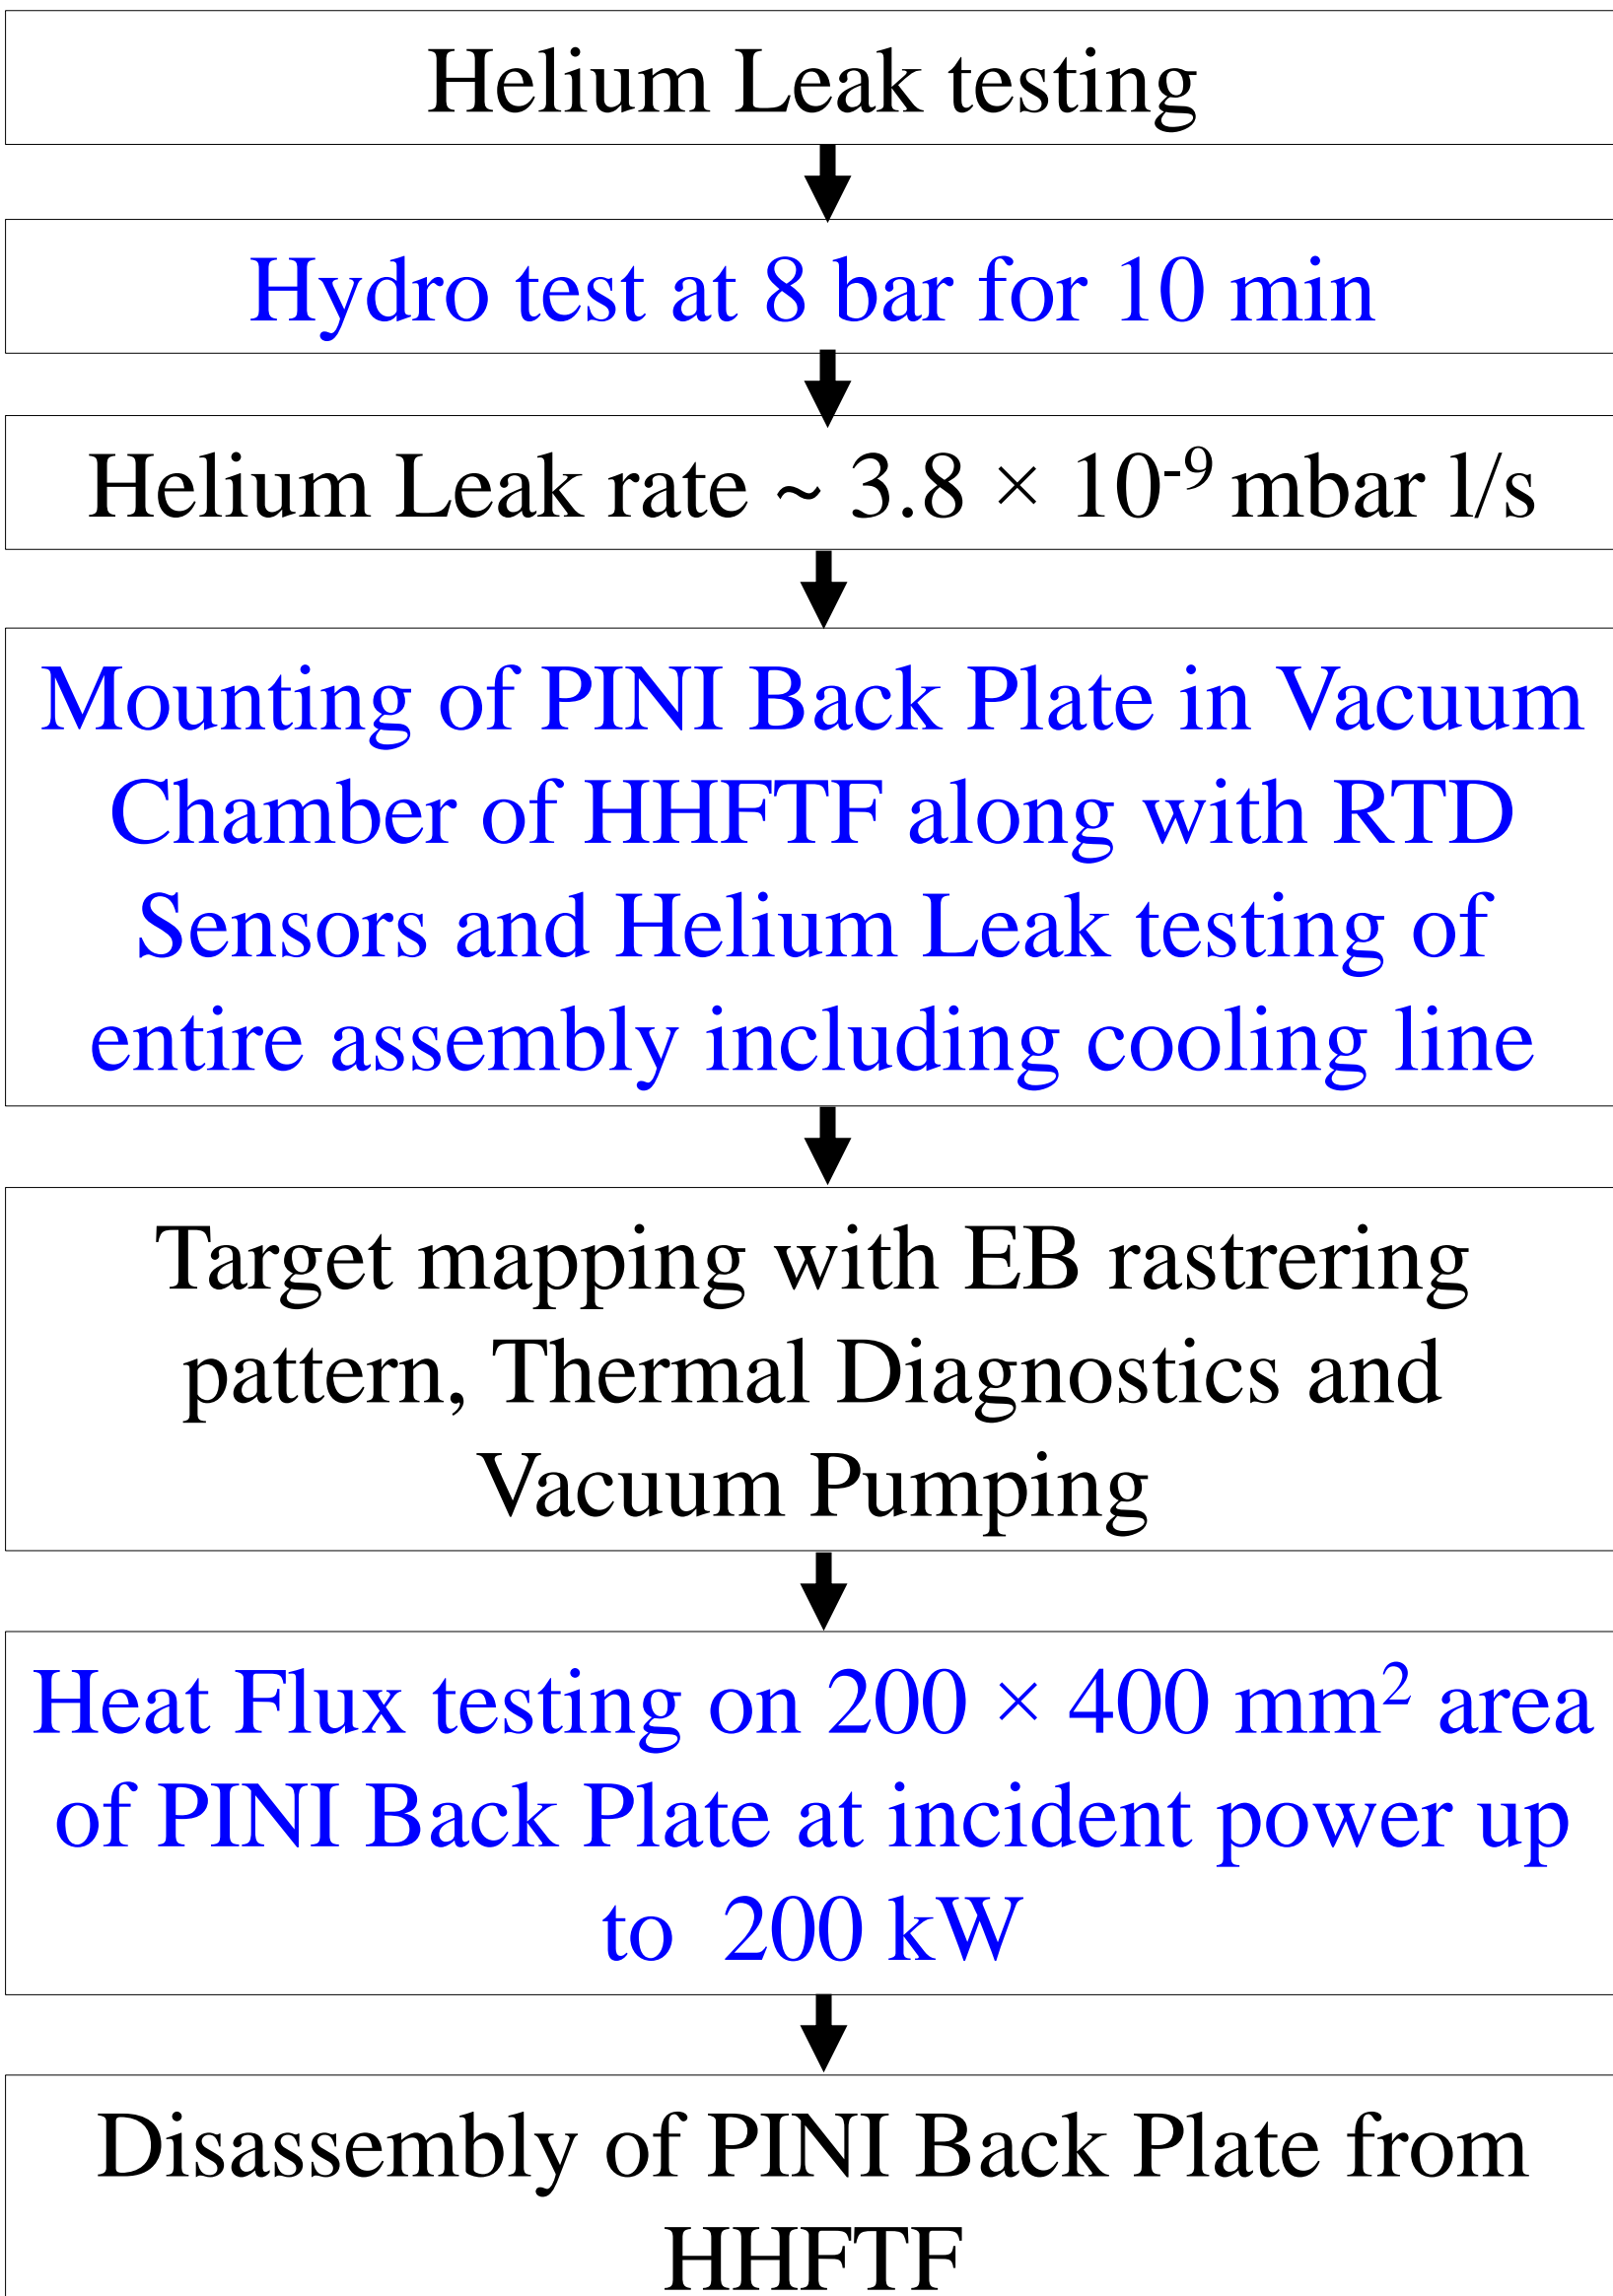 Helium Leak testing
Hydro test at 8 bar for 10 min
Helium Leak rate ~ 3.8 × 10⁻⁹ mbar l/s
Mounting of PINI Back Plate in Vacuum
Chamber of HHFTF along with RTD
Sensors and Helium Leak testing of
entire assembly including cooling line
Target mapping with EB rastrering
pattern, Thermal Diagnostics and
Vacuum Pumping
Heat Flux testing on 200 × 400 mm² area
of PINI Back Plate at incident power up
to 200 kW
Disassembly of PINI Back Plate from
HHFTF